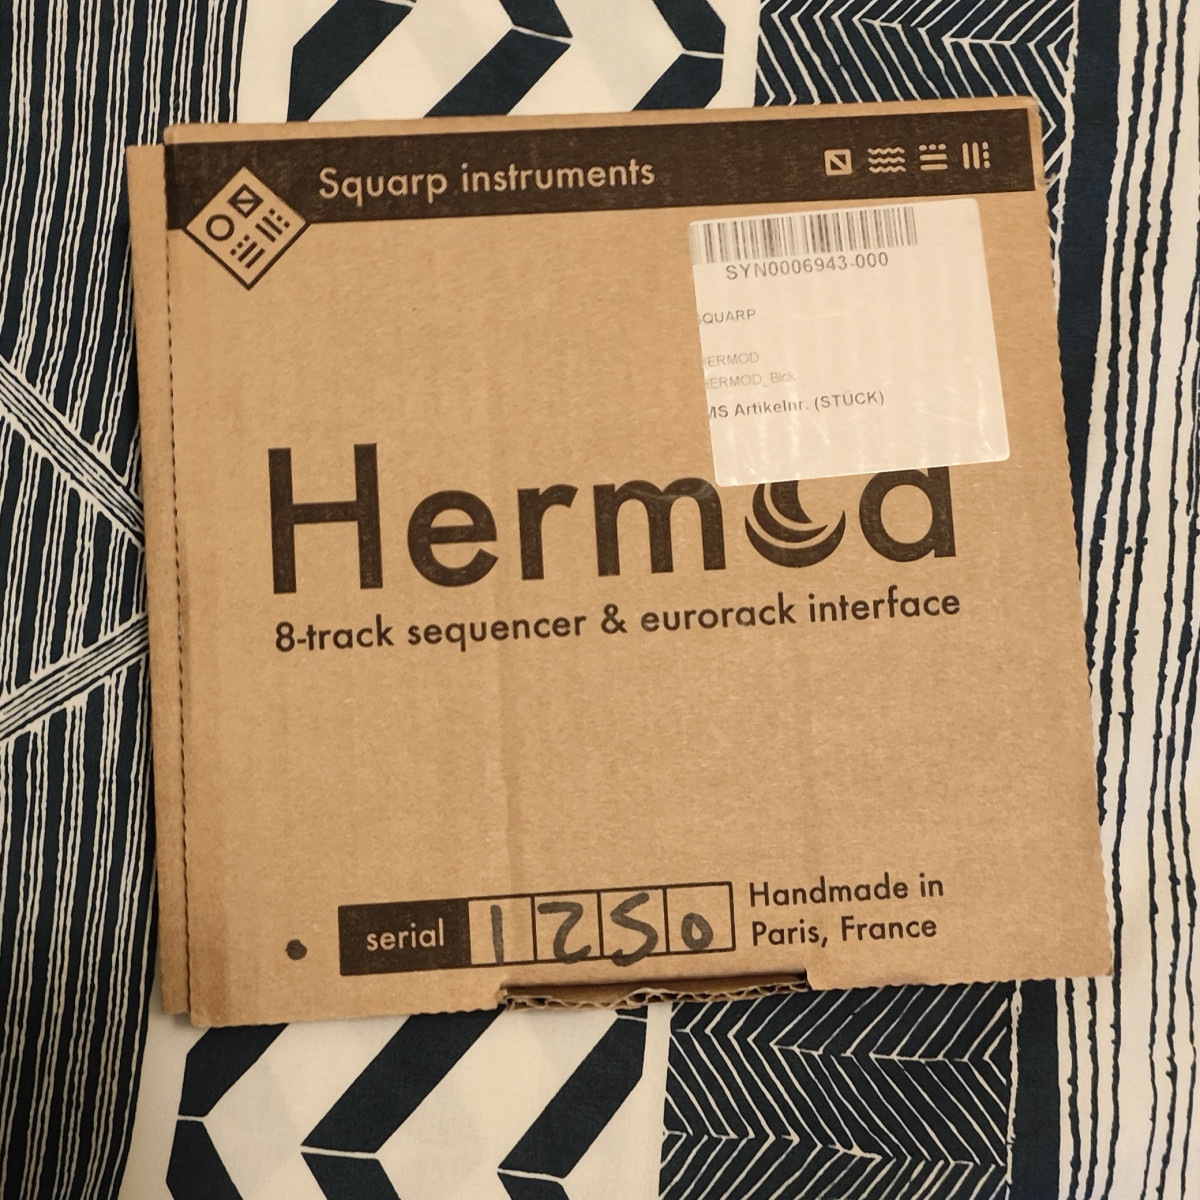 Squarp instruments
SYN0006943-000
SQUARP
HERMOD
HERMOD_Blck
MS Artikelnr. (STÜCK)
Hermod
8-track sequencer & eurorack interface
serial 1250
Handmade in
Paris, France